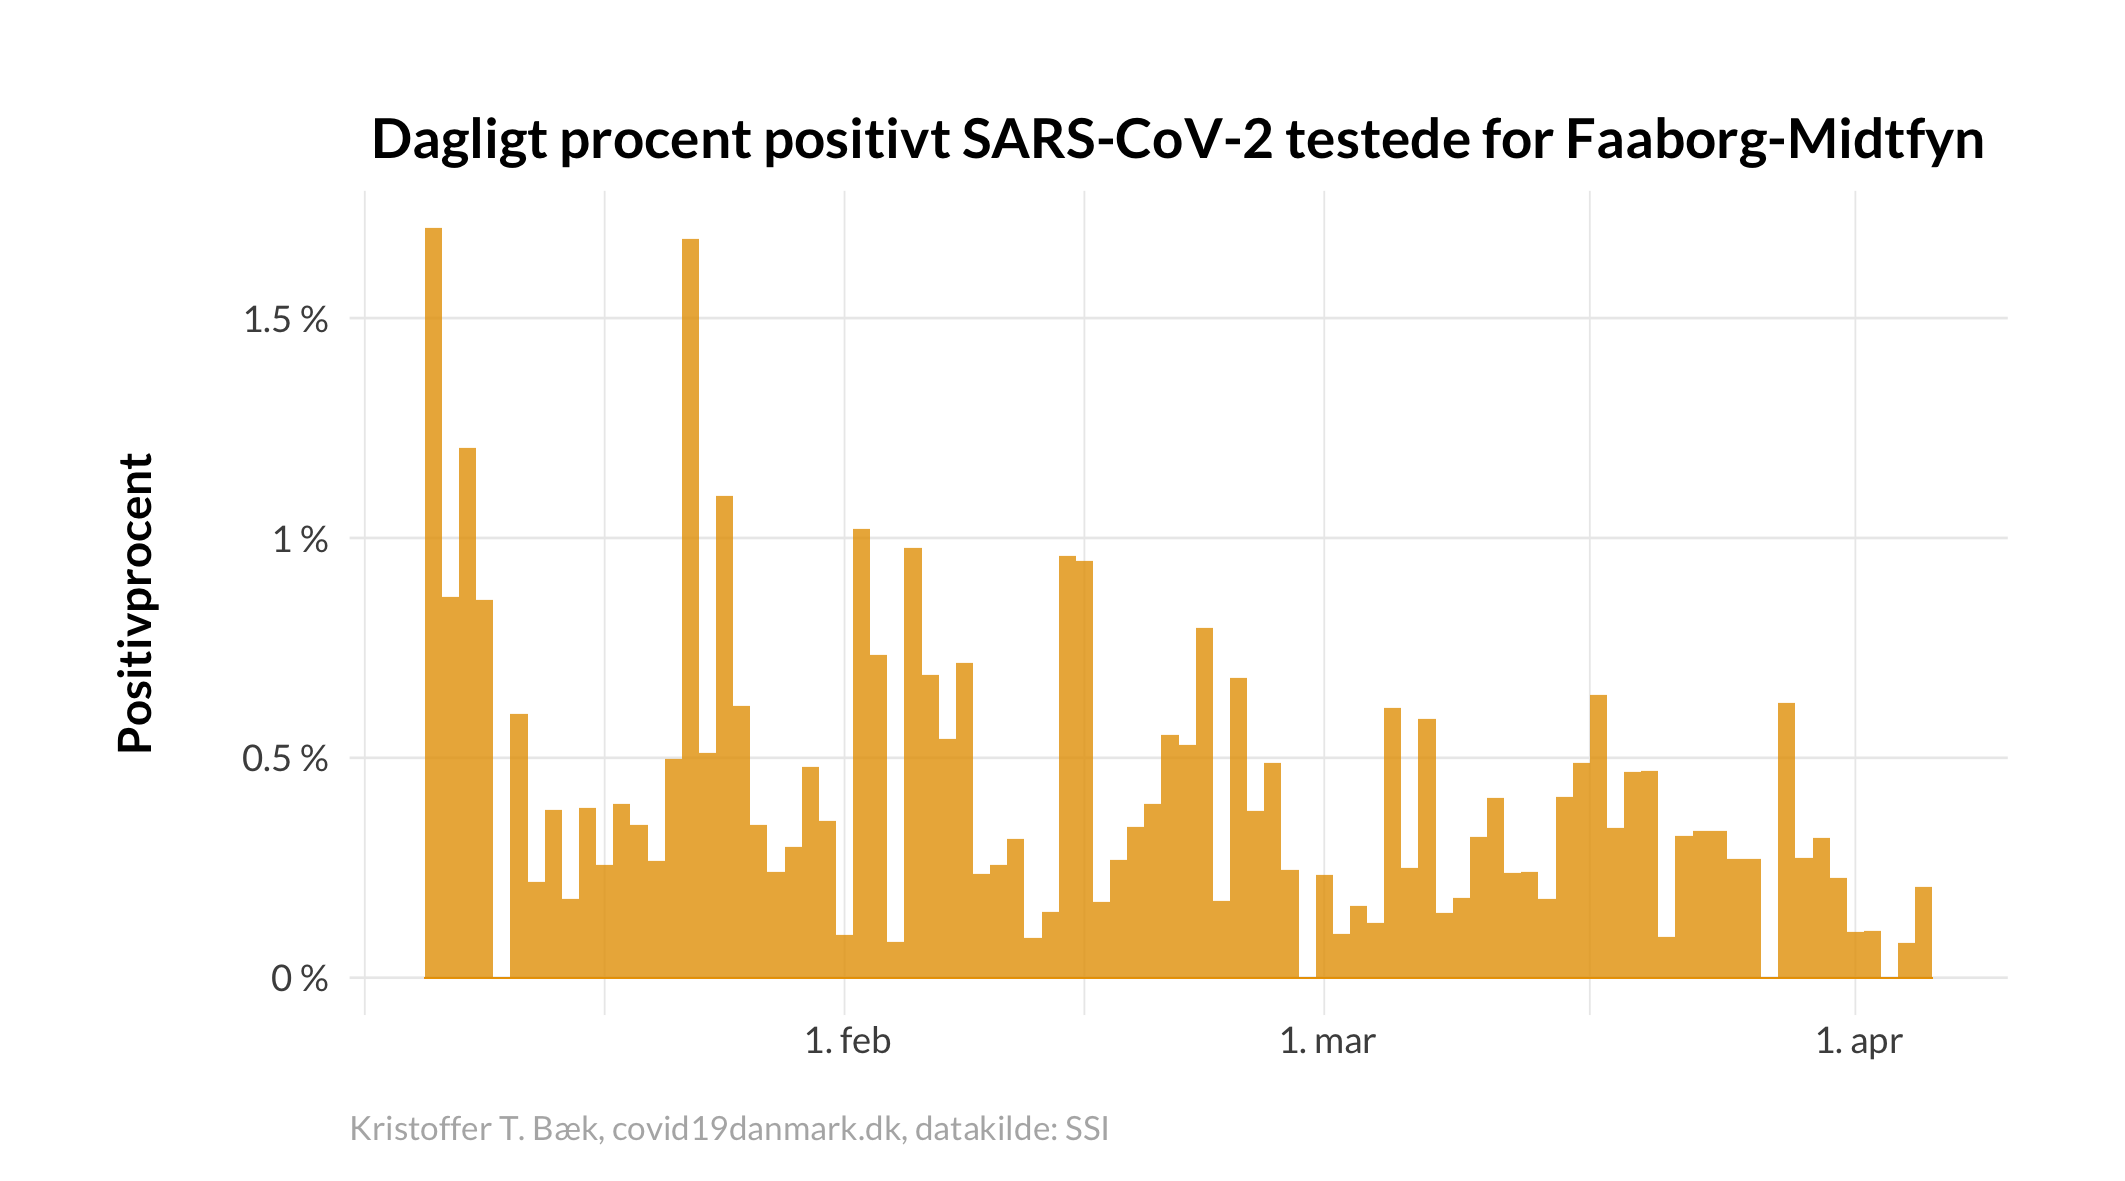 Dagligt procent positivt SARS-CoV-2 testede for Faaborg-Midtfyn
Positivprocent
1.5 %
1 %
0.5 %
0 %
1. feb
1. mar
1. apr
Kristoffer T. Bæk, covid19danmark.dk, datakilde: SSI